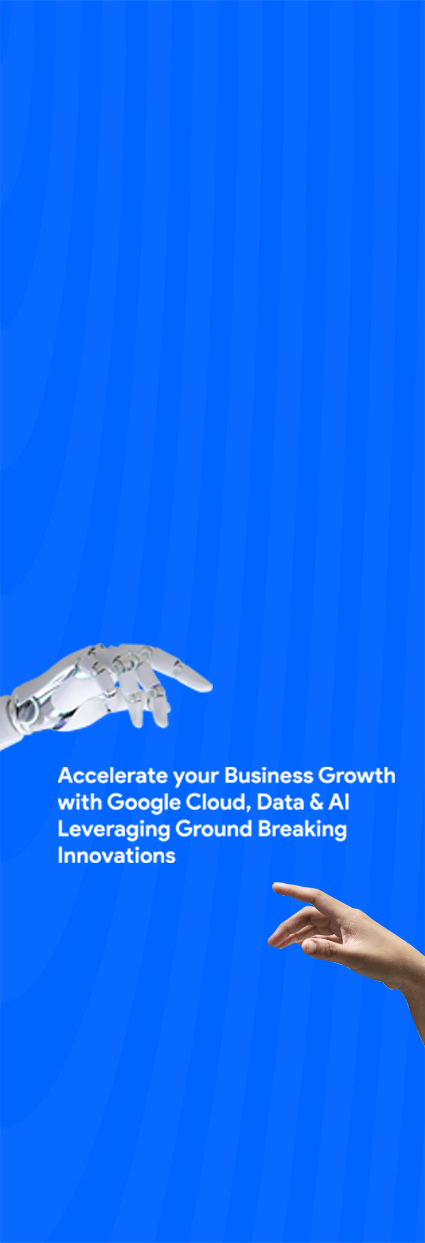 Accelerate your Business Growth
with Google Cloud, Data & AI
Leveraging Ground Breaking
Innovations